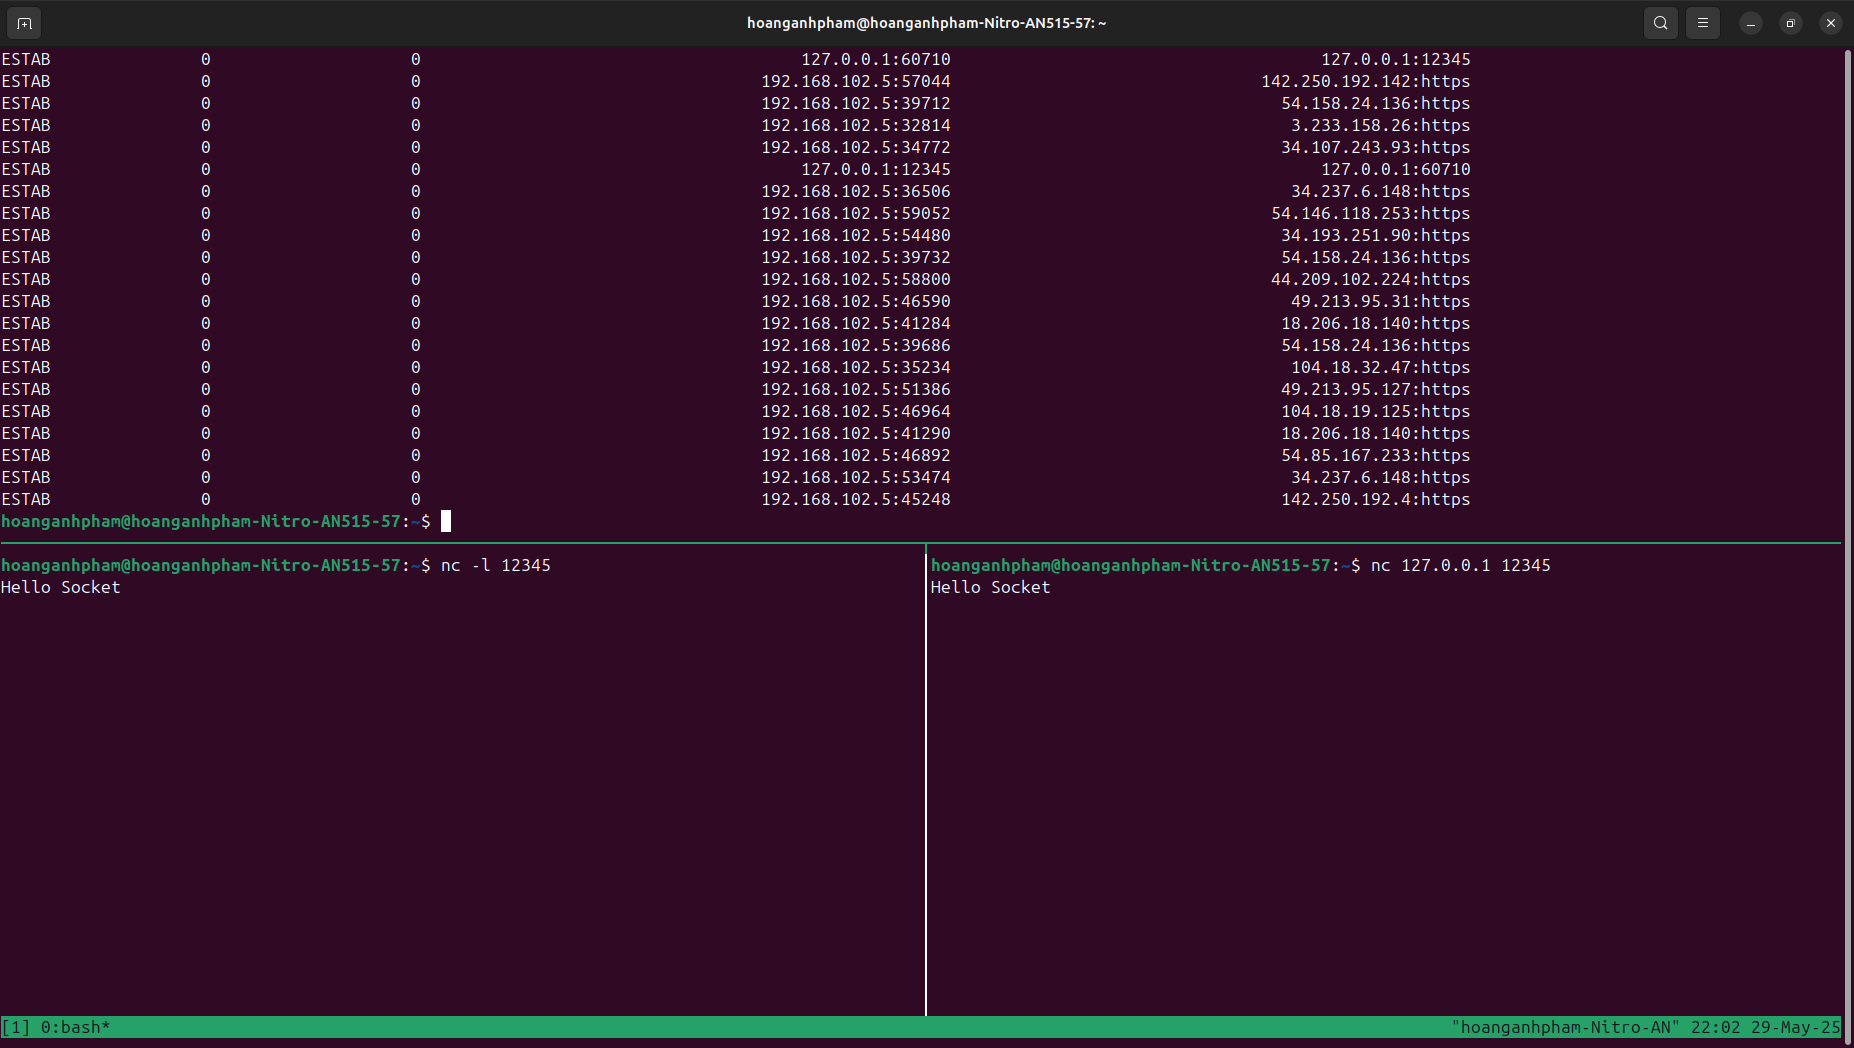 hoanganhpham@hoanganhpham-Nitro-AN515-57: ~
ESTAB 0 0 127.0.0.1:60710 127.0.0.1:12345
ESTAB 0 0 192.168.102.5:57044 142.250.192.142:https
ESTAB 0 0 192.168.102.5:39712 54.158.24.136:https
ESTAB 0 0 192.168.102.5:32814 3.233.158.26:https
ESTAB 0 0 192.168.102.5:34772 34.107.243.93:https
ESTAB 0 0 127.0.0.1:12345 127.0.0.1:60710
ESTAB 0 0 192.168.102.5:36506 34.237.6.148:https
ESTAB 0 0 192.168.102.5:59052 54.146.118.253:https
ESTAB 0 0 192.168.102.5:54480 34.193.251.90:https
ESTAB 0 0 192.168.102.5:39732 54.158.24.136:https
ESTAB 0 0 192.168.102.5:58800 44.209.102.224:https
ESTAB 0 0 192.168.102.5:46590 49.213.95.31:https
ESTAB 0 0 192.168.102.5:41284 18.206.18.140:https
ESTAB 0 0 192.168.102.5:39686 54.158.24.136:https
ESTAB 0 0 192.168.102.5:35234 104.18.32.47:https
ESTAB 0 0 192.168.102.5:51386 49.213.95.127:https
ESTAB 0 0 192.168.102.5:46964 104.18.19.125:https
ESTAB 0 0 192.168.102.5:41290 18.206.18.140:https
ESTAB 0 0 192.168.102.5:46892 54.85.167.233:https
ESTAB 0 0 192.168.102.5:53474 34.237.6.148:https
ESTAB 0 0 192.168.102.5:45248 142.250.192.4:https
hoanganhpham@hoanganhpham-Nitro-AN515-57:~$
hoanganhpham@hoanganhpham-Nitro-AN515-57:~$ nc -l 12345
Hello Socket
hoanganhpham@hoanganhpham-Nitro-AN515-57:~$ nc 127.0.0.1 12345
Hello Socket
[1] 0:bash* "hoanganhpham-Nitro-AN" 22:02 29-May-25